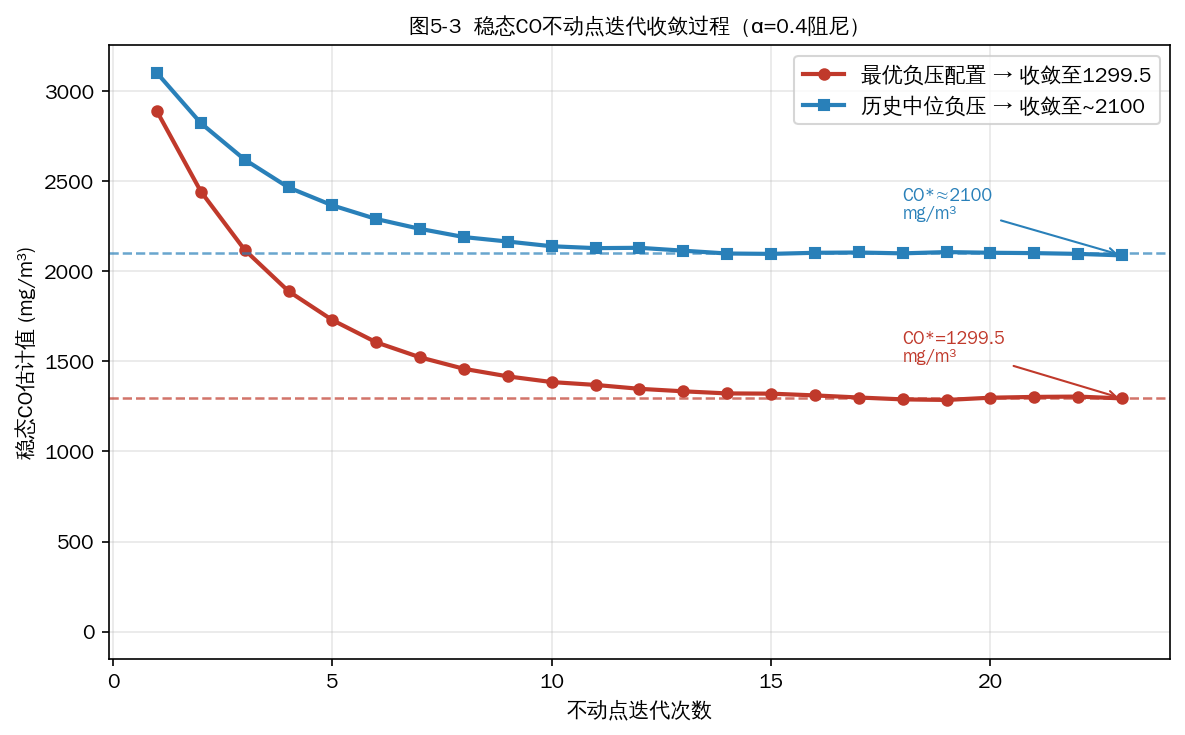 图5-3 稳态CO不动点迭代收敛过程（α=0.4阻尼）
最优负压配置 → 收敛至1299.5
历史中位负压 → 收敛至~2100
稳态CO估计值 (mg/m³)
3000
2500
2000
1500
1000
500
0
CO*≈2100
mg/m³
CO*=1299.5
mg/m³
0
5
10
15
20
不动点迭代次数